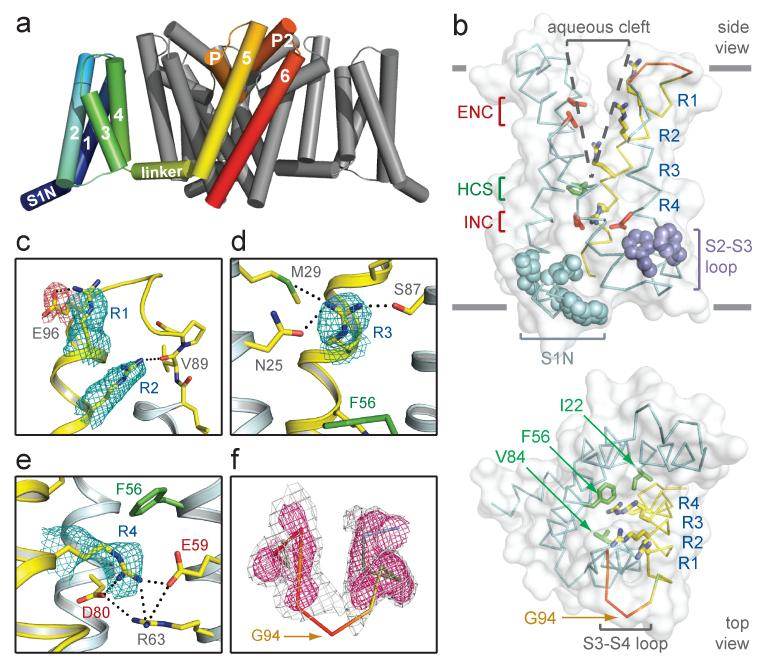 a
P
5
P2
6
4
2
1
3
S1N
linker
b
aqueous cleft
side
view
ENC
R1
R2
HCS
R3
INC
R4
S2-S3
loop
S1N
c
R1
E96
R2
V89
d
M29
S87
R3
N25
F56
e
F56
R4
E59
D80
R63
f
G94
I22
F56
V84
R4
R3
R2
R1
G94
S3-S4 loop
top
view